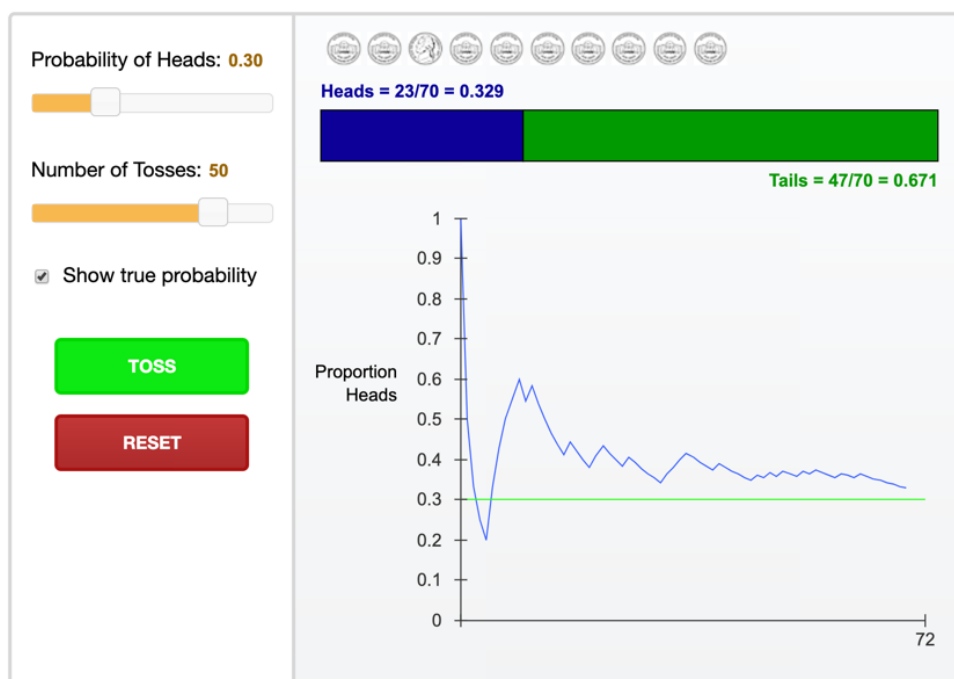 Probability of Heads: 0.30
Number of Tosses: 50
Show true probability
TOSS
RESET
Heads = 23/70 = 0.329
Tails = 47/70 = 0.671
1
0.9
0.8
0.7
0.6
0.5
0.4
0.3
0.2
0.1
0
Proportion
Heads
72